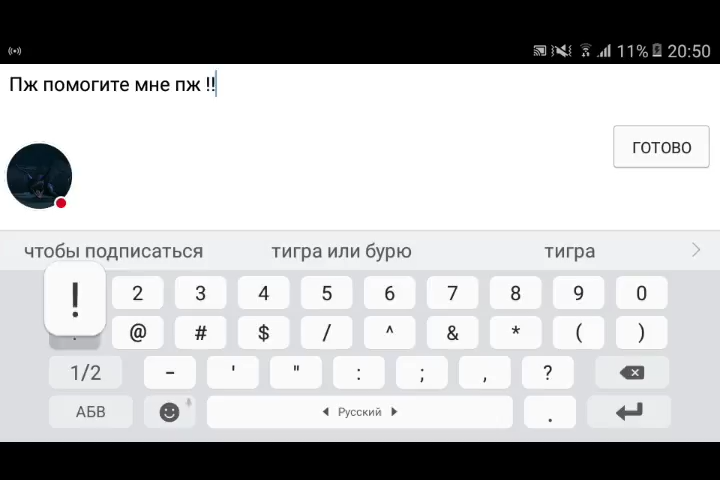 11% 20:50
Пж помогите мне пж !!
ГОТОВО
чтобы подписаться тигра или бурю тигра
! 2 3 4 5 6 7 8 9 0
@ # $ / ^ & * ( )
1/2 - ' " : ; , ?
АБВ Русский .